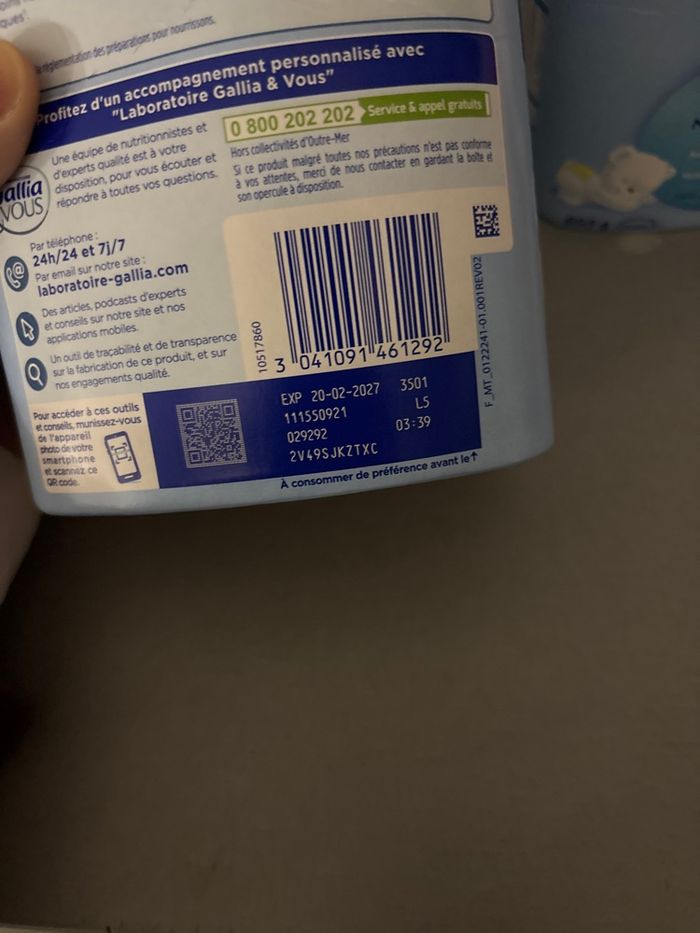 ques".
réglementation des préparations pour nourrissons.
Profitez d'un accompagnement personnalisé avec
"Laboratoire Gallia & Vous"
Gallia
VOUS
Une équipe de nutritionnistes et
d'experts qualité est à votre
disposition, pour vous écouter et
répondre à toutes vos questions.
0 800 202 202 Service & appel gratuits
Hors collectivités d'Outre-Mer
Si ce produit malgré toutes nos précautions n'est pas conforme
à vos attentes, merci de nous contacter en gardant la boîte et
son opercule à disposition.
Par téléphone :
24h/24 et 7j/7
Par email sur notre site :
laboratoire-gallia.com
Des articles, podcasts d'experts
et conseils sur notre site et nos
applications mobiles.
Un outil de traçabilité et de transparence
sur la fabrication de ce produit, et sur
nos engagements qualité.
10517860
3 041091 461292
F_MT_0122241-01.001REV02
Pour accéder à ces outils
et conseils, munissez-vous
de l'appareil
photo de votre
smartphone
et scannez ce
QR code.
EXP 20-02-2027 3501
111550921 L5
029292 03:39
2V49SJKZTXC
À consommer de préférence avant le